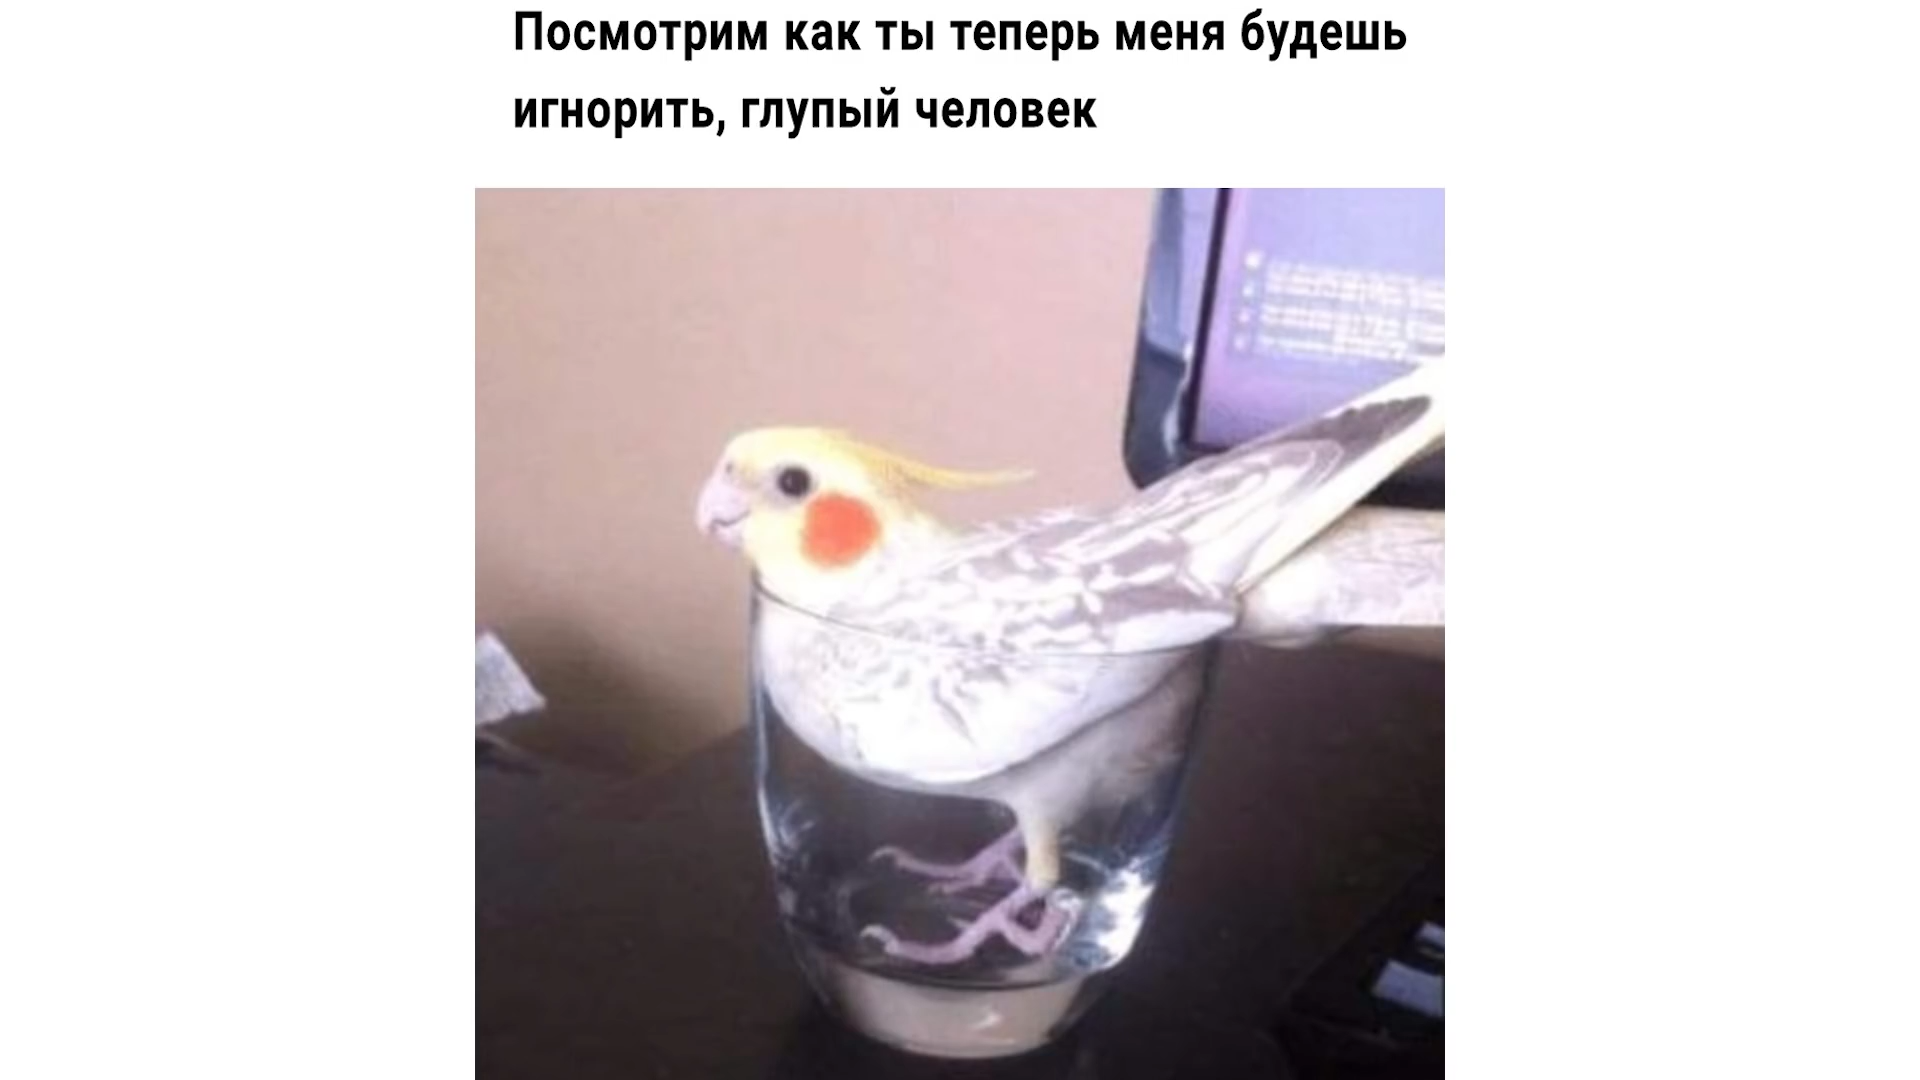 Посмотрим как ты теперь меня будешь
игнорить, глупый человек